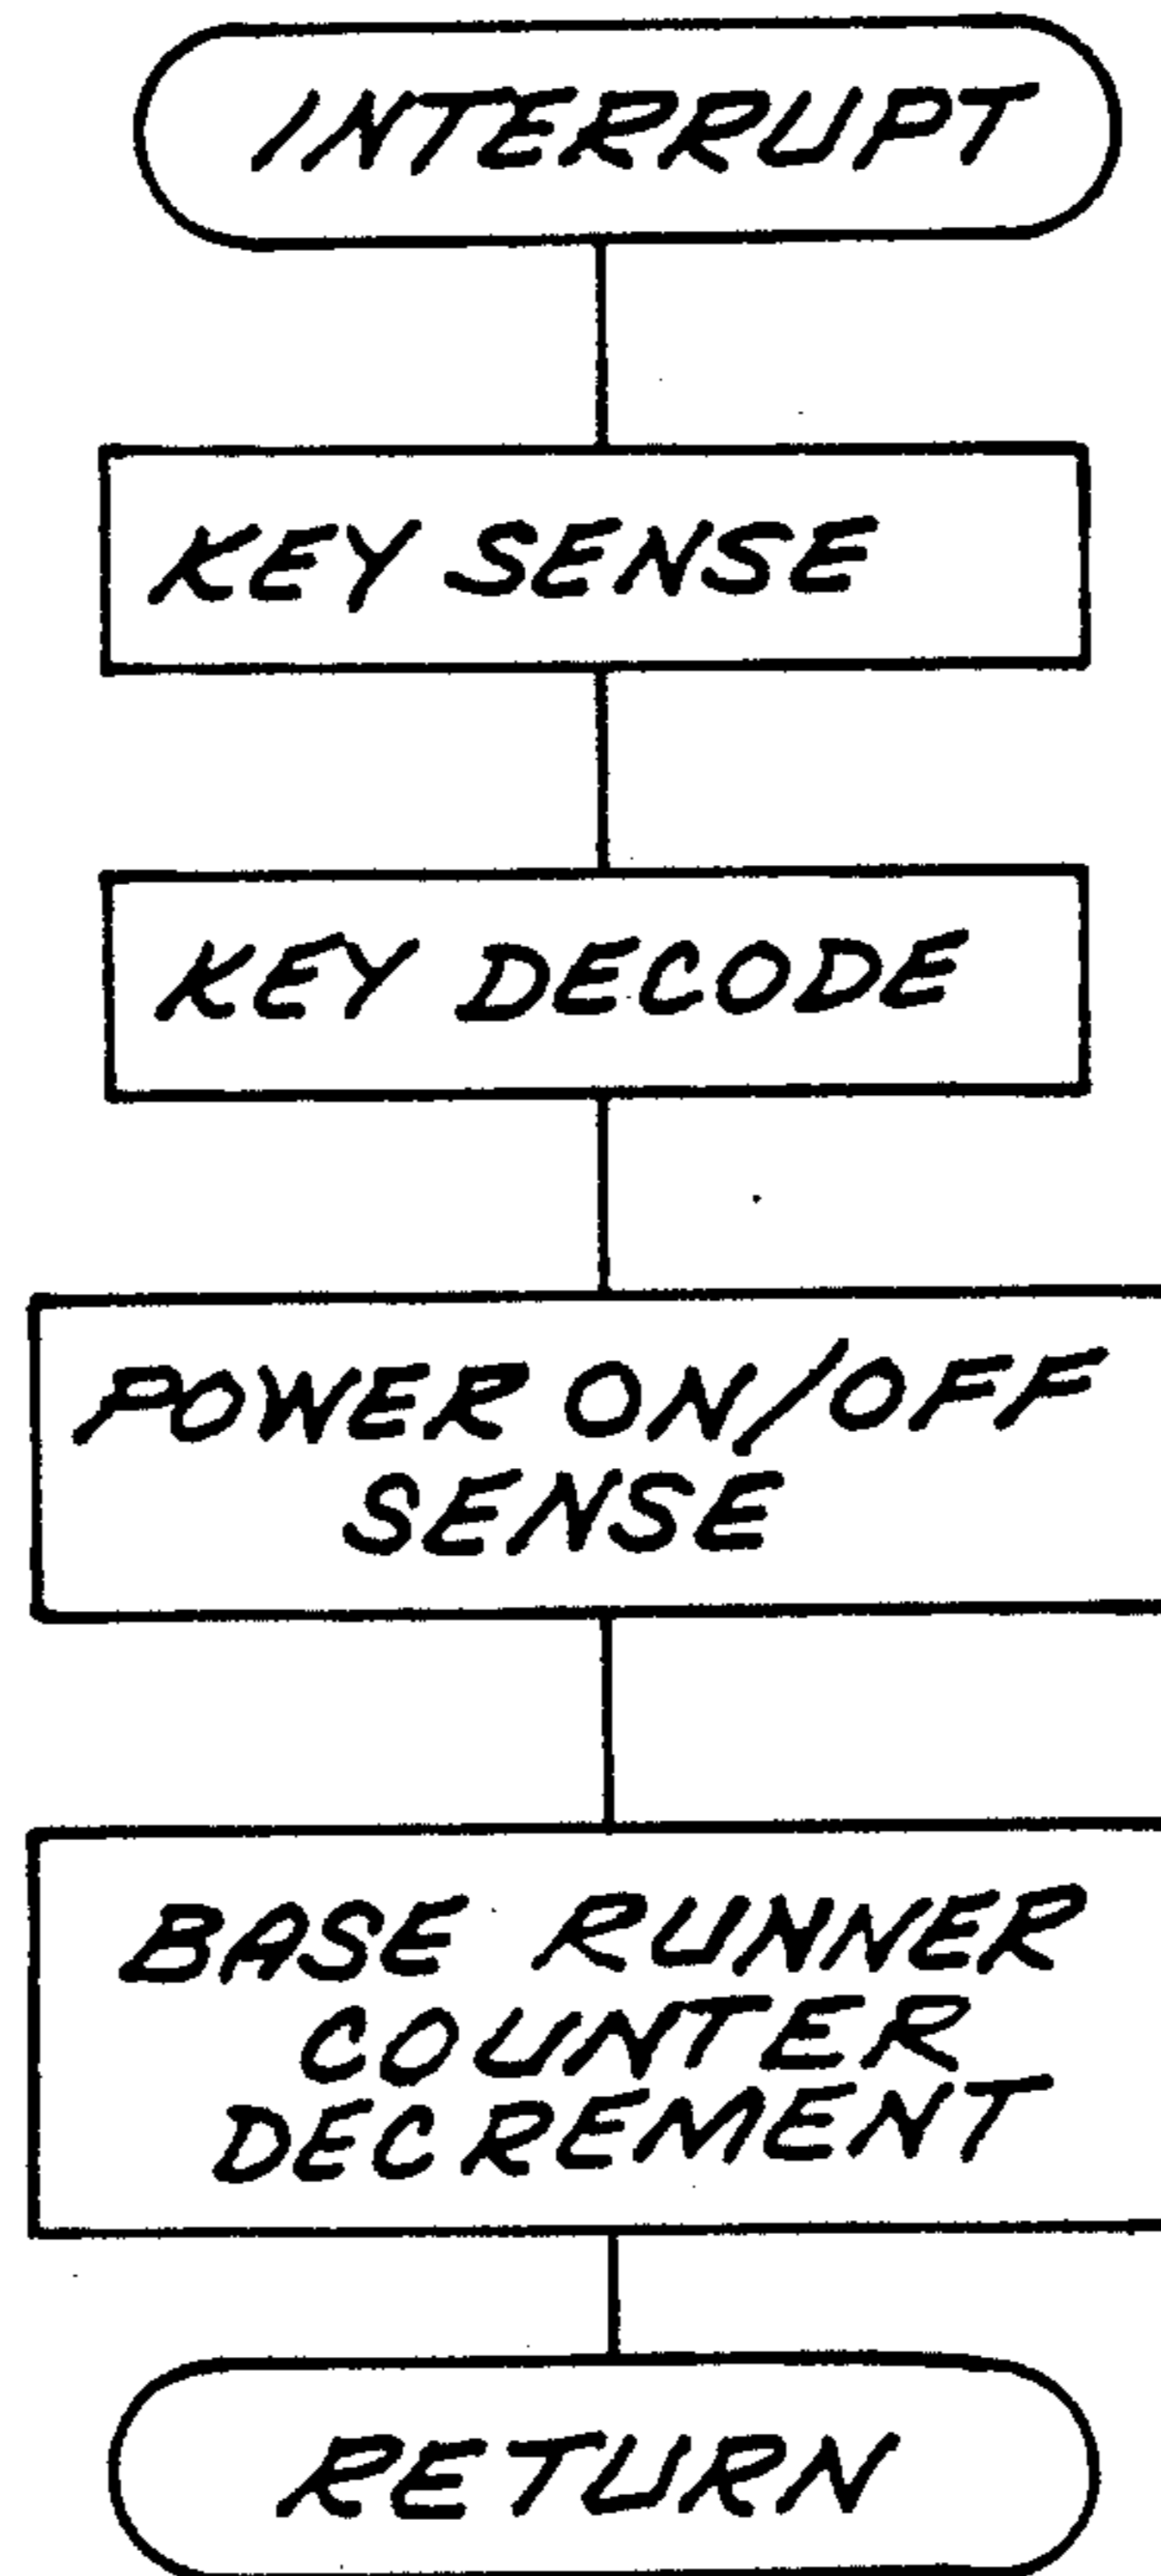 INTERRUPT
KEY SENSE
KEY DECODE
POWER ON/OFF
SENSE
BASE RUNNER
COUNTER
DECREMENT
RETURN